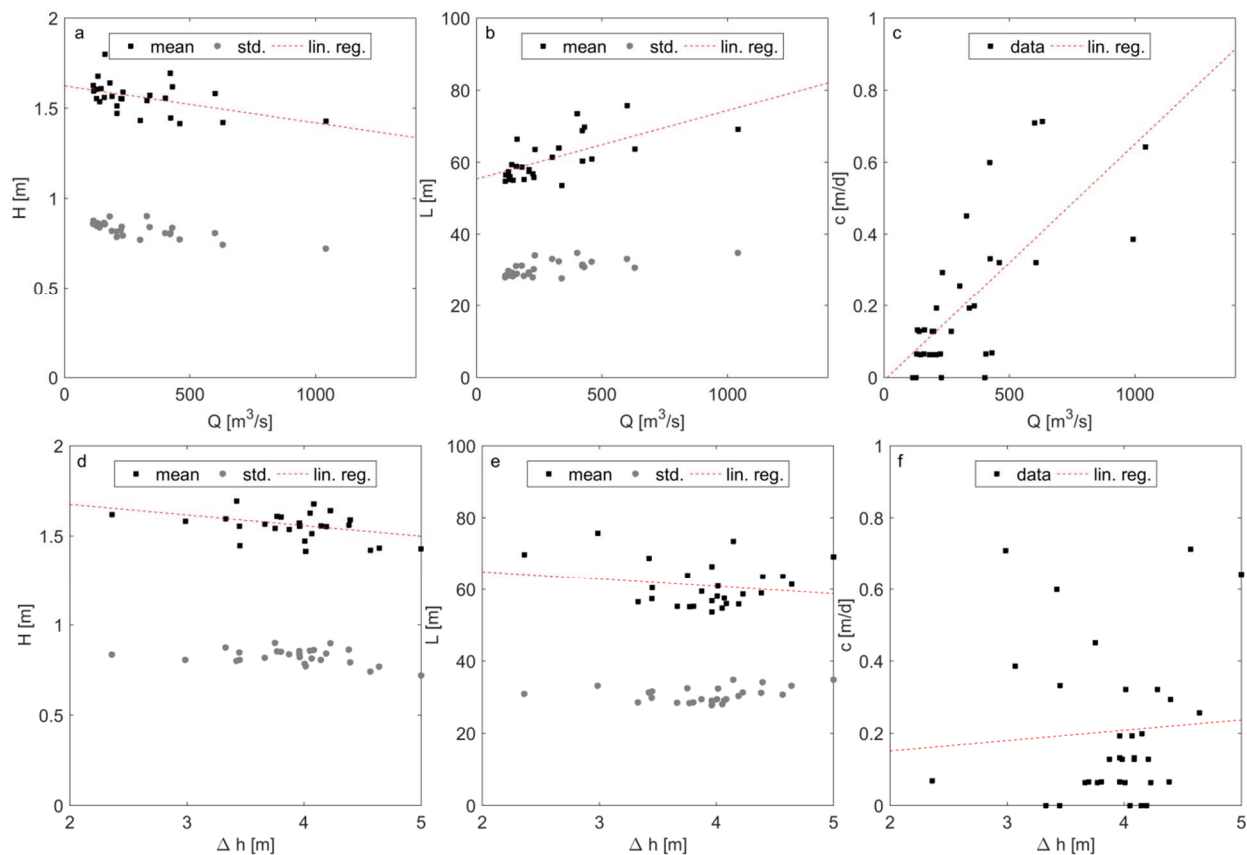 2
a
mean std. lin. reg.
1.5
1
0.5
0
H [m]
0 500 1000
Q [m³/s]
100
b
mean std. lin. reg.
80
60
40
20
0
L [m]
0 500 1000
Q [m³/s]
1
c
data lin. reg.
0.8
0.6
0.4
0.2
0
c [m/d]
0 500 1000
Q [m³/s]
2
d
mean std. lin. reg.
1.5
1
0.5
0
H [m]
2 3 4 5
Δ h [m]
100
e
mean std. lin. reg.
80
60
40
20
0
L [m]
2 3 4 5
Δ h [m]
1
f
data lin. reg.
0.8
0.6
0.4
0.2
0
c [m/d]
2 3 4 5
Δ h [m]